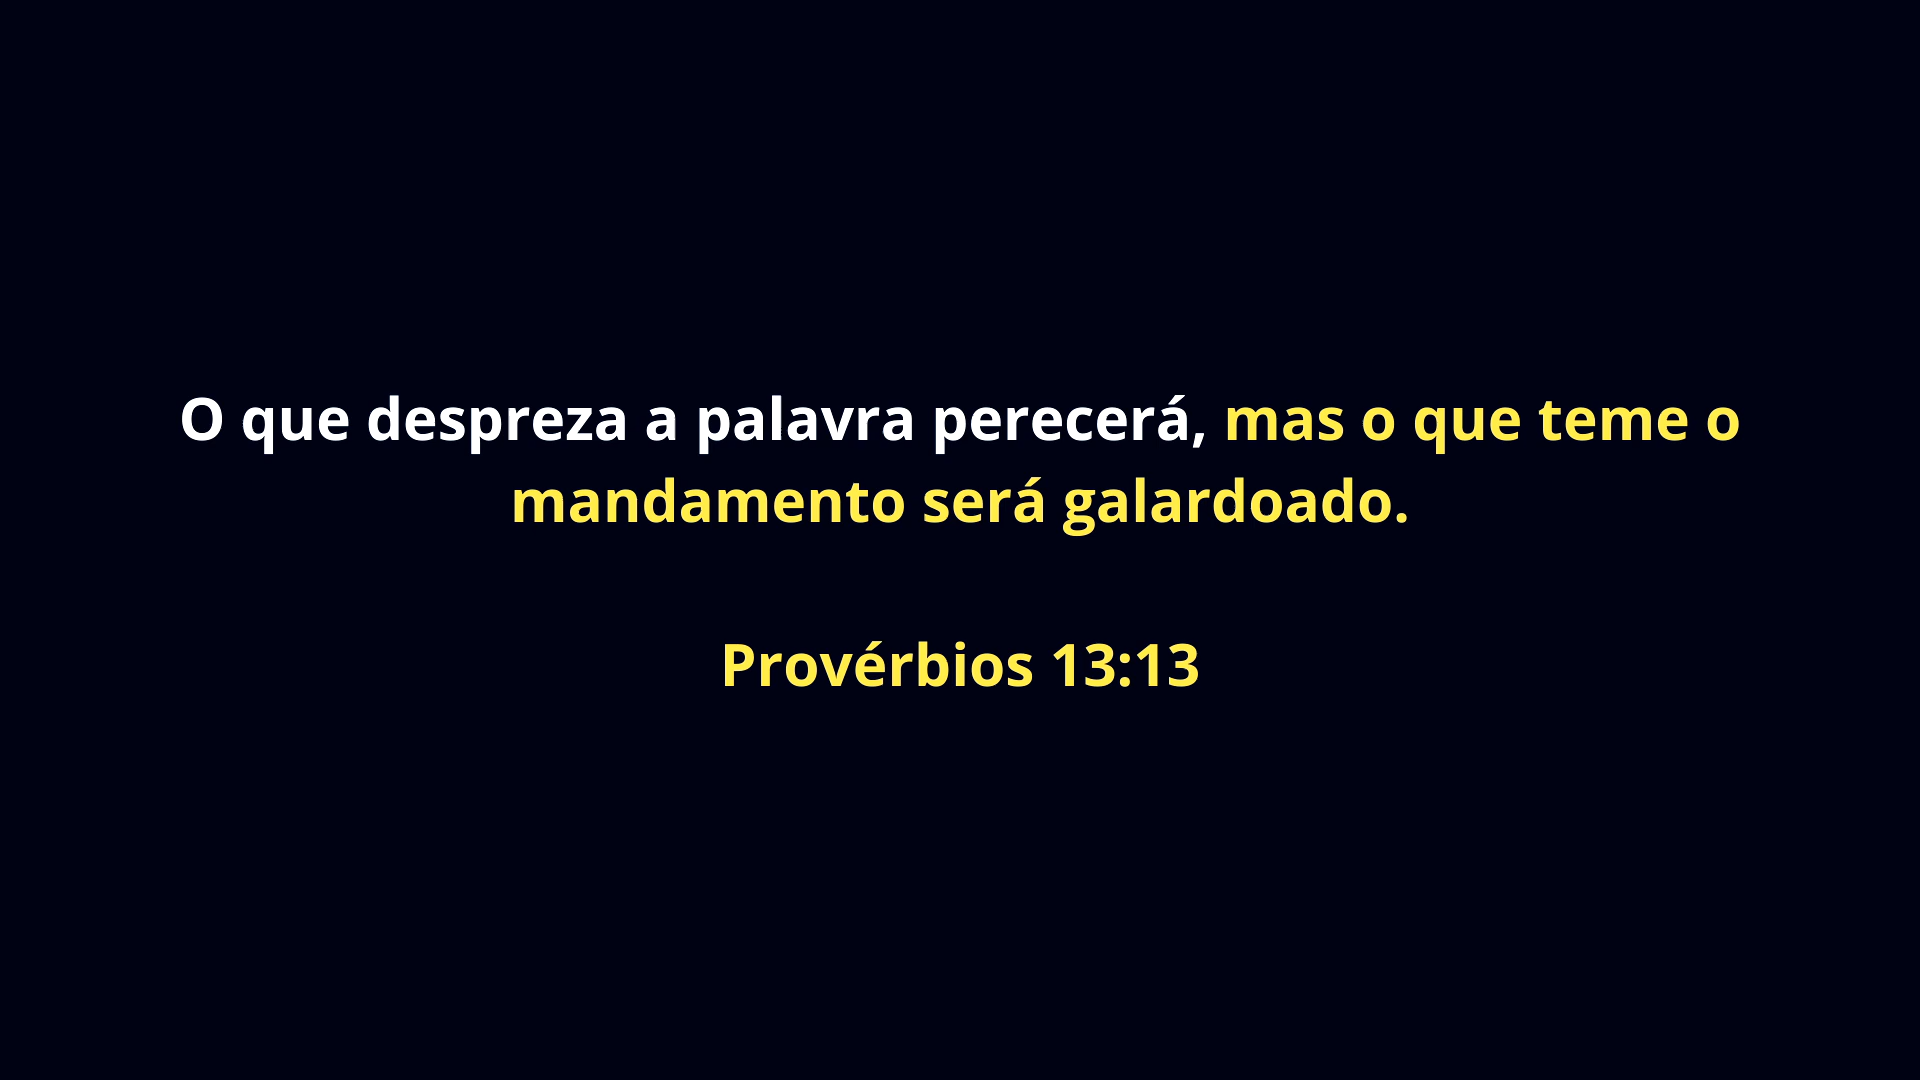 O que despreza a palavra perecerá, mas o que teme o
mandamento será galardoado.
Provérbios 13:13